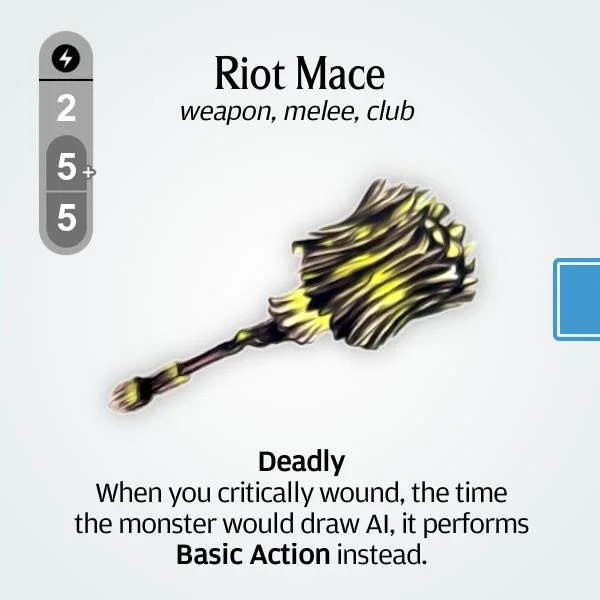 Riot Mace
weapon, melee, club
2
5+
5
Deadly
When you critically wound, the time
the monster would draw AI, it performs
Basic Action instead.